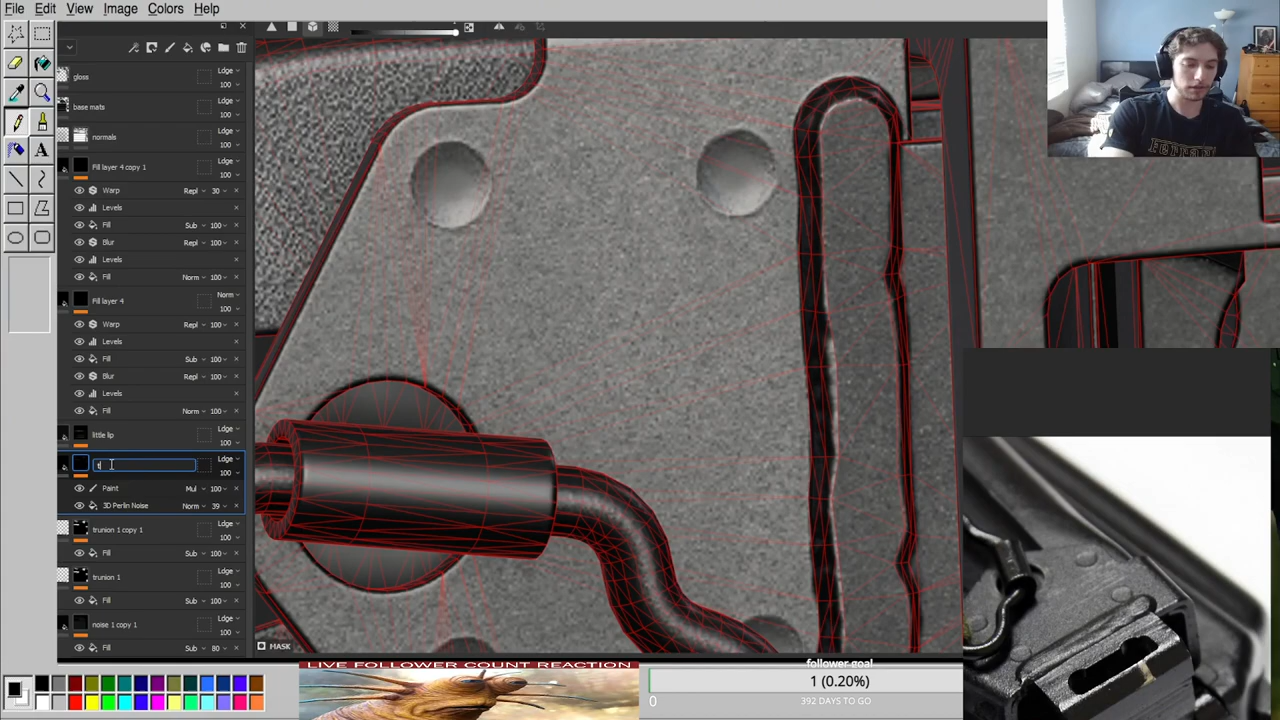 File Edit View Image Colors Help
gloss Ldge 100
base mats Ldge 100
normals Ldge 100
Fill layer 4 copy 1 Ldge 100
Warp Repl 30
Levels
Fill Sub 100
Blur Repl 100
Levels
Fill Norm 100
Fill layer 4 Norm 100
Warp Repl 100
Levels
Fill Sub 100
Blur Repl 100
Levels
Fill Norm 100
little lip Ldge 100
Ldge 100
Paint Mul 100
3D Perlin Noise Norm 39
trunion 1 copy 1 Ldge 100
Fill Sub 100
trunion 1 Ldge 100
Fill Sub 100
noise 1 copy 1 Ldge 100
Fill Sub 80
MASK
Ferrari
LIVE FOLLOWER COUNT REACTION
follower goal
1 (0.20%)
0
392 DAYS TO GO